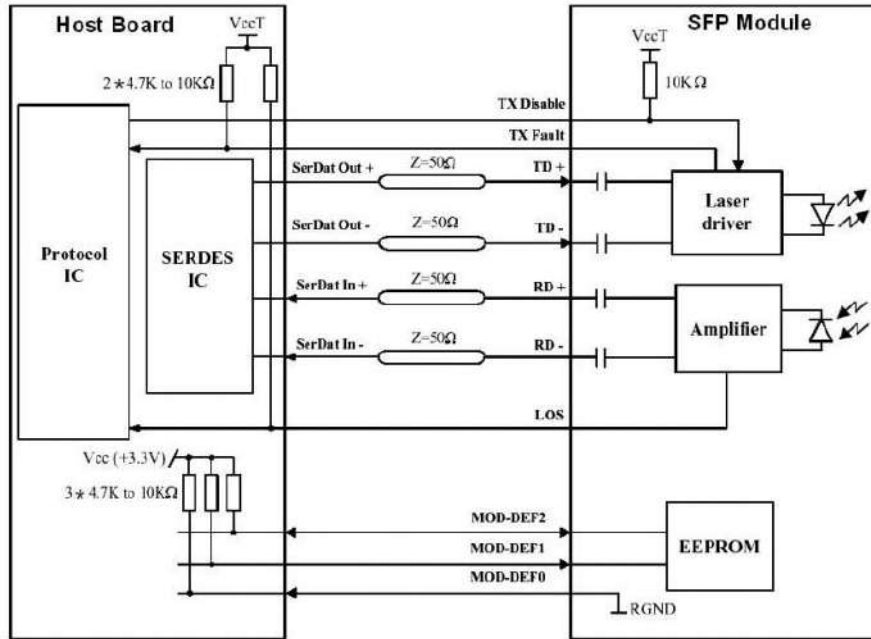 Host Board
SFP Module
VccT
VccT
2*4.7K to 10KΩ
10KΩ
TX Disable
TX Fault
SerDat Out +
Z=50Ω
TD +
SerDat Out -
Z=50Ω
TD -
Laser
driver
Protocol
IC
SERDES
IC
SerDat In +
Z=50Ω
RD +
SerDat In -
Z=50Ω
RD -
Amplifier
LOS
Vcc (+3.3V)
3*4.7K to 10KΩ
MOD-DEF2
MOD-DEF1
MOD-DEF0
EEPROM
RGND